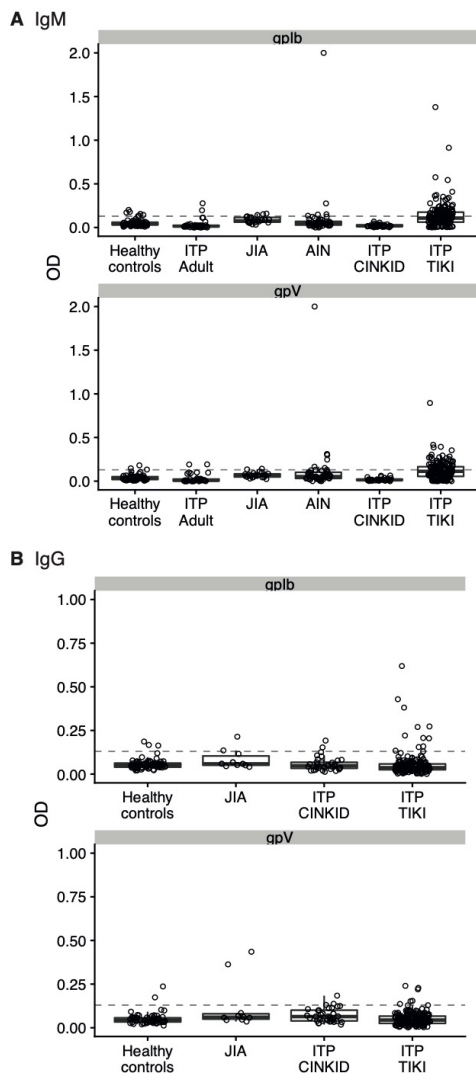 A IgM
gpIb
2.0
1.5
1.0
0.5
0.0
Healthy controls
ITP Adult
JIA
AIN
ITP CINKID
ITP TIKI
OD
gpV
2.0
1.5
1.0
0.5
0.0
Healthy controls
ITP Adult
JIA
AIN
ITP CINKID
ITP TIKI
B IgG
gpIb
1.00
0.75
0.50
0.25
0.00
Healthy controls
JIA
ITP CINKID
ITP TIKI
OD
gpV
1.00
0.75
0.50
0.25
0.00
Healthy controls
JIA
ITP CINKID
ITP TIKI